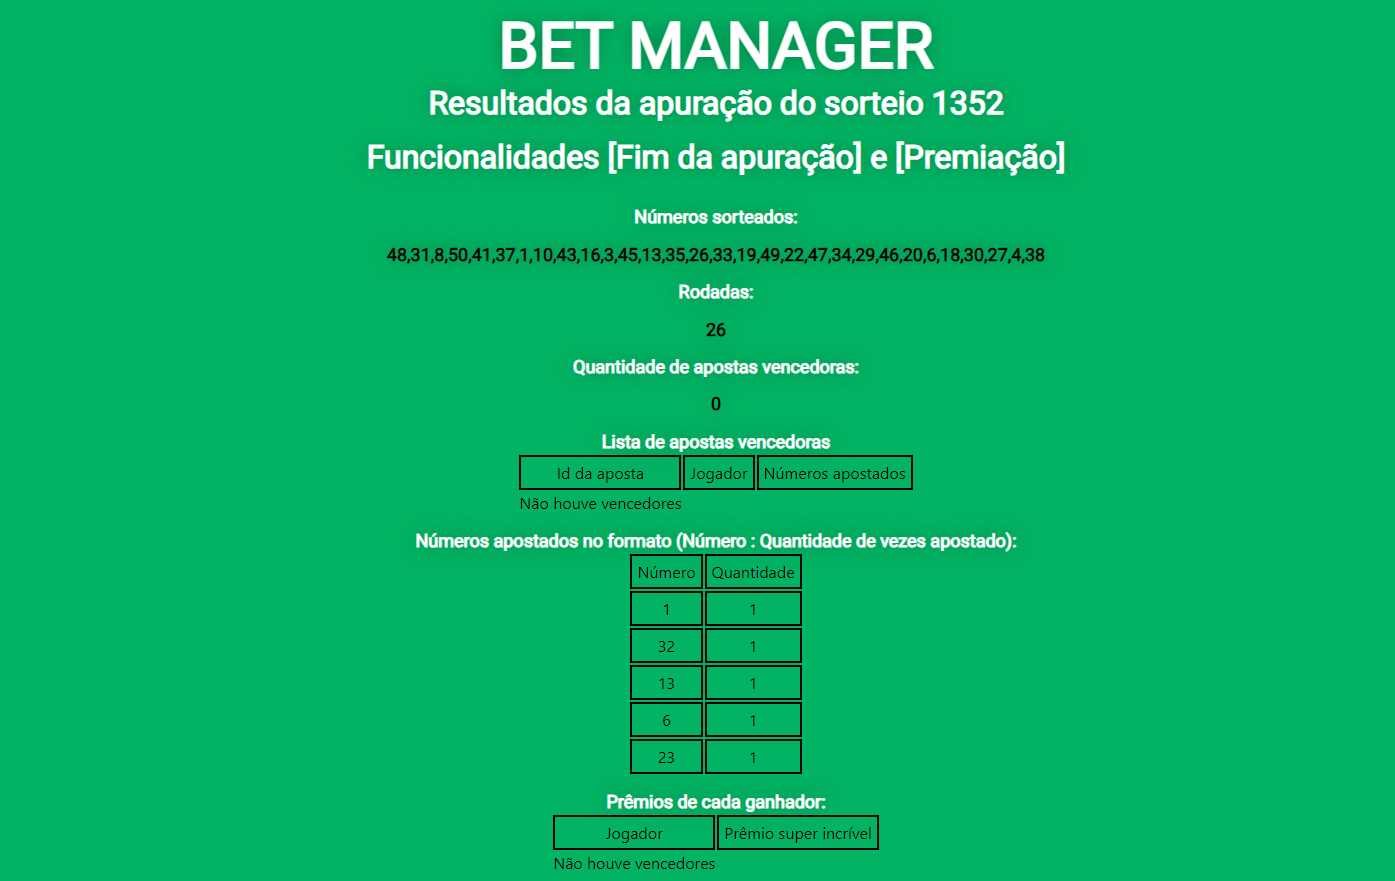 BET MANAGER
Resultados da apuração do sorteio 1352
Funcionalidades [Fim da apuração] e [Premiação]
Números sorteados:
48,31,8,50,41,37,1,10,43,16,3,45,13,35,26,33,19,49,22,47,34,29,46,20,6,18,30,27,4,38
Rodadas:
26
Quantidade de apostas vencedoras:
0
Lista de apostas vencedoras
Id da aposta Jogador Números apostados
Não houve vencedores
Números apostados no formato (Número : Quantidade de vezes apostado):
Número Quantidade
1 1
32 1
13 1
6 1
23 1
Prêmios de cada ganhador:
Jogador Prêmio super incrível
Não houve vencedores